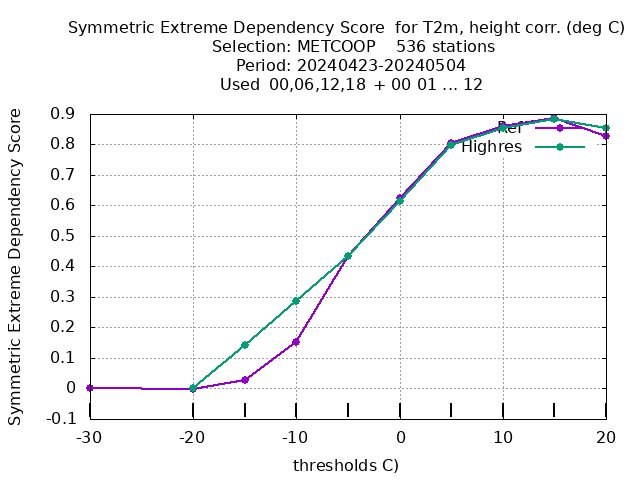 Symmetric Extreme Dependency Score  for T2m, height corr. (deg C)
Selection: METCOOP    536 stations
Period: 20240423-20240504
Used  00,06,12,18  + 00 01 ... 12
Symmetric Extreme Dependency Score
0.9
0.8
0.7
0.6
0.5
0.4
0.3
0.2
0.1
0
-0.1
Ref
Highres
-30 -20 -10 0 10 20
thresholds C)